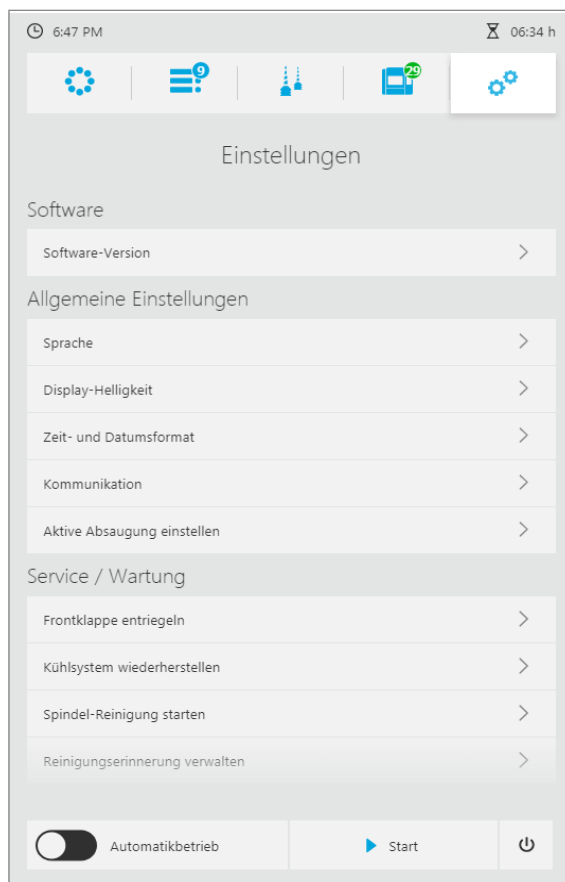 6:47 PM
06:34 h
9
29
Einstellungen
Software
Software-Version
Allgemeine Einstellungen
Sprache
Display-Helligkeit
Zeit- und Datumsformat
Kommunikation
Aktive Absaugung einstellen
Service / Wartung
Frontklappe entriegeln
Kühlsystem wiederherstellen
Spindel-Reinigung starten
Reinigungserinnerung verwalten
Automatikbetrieb
Start